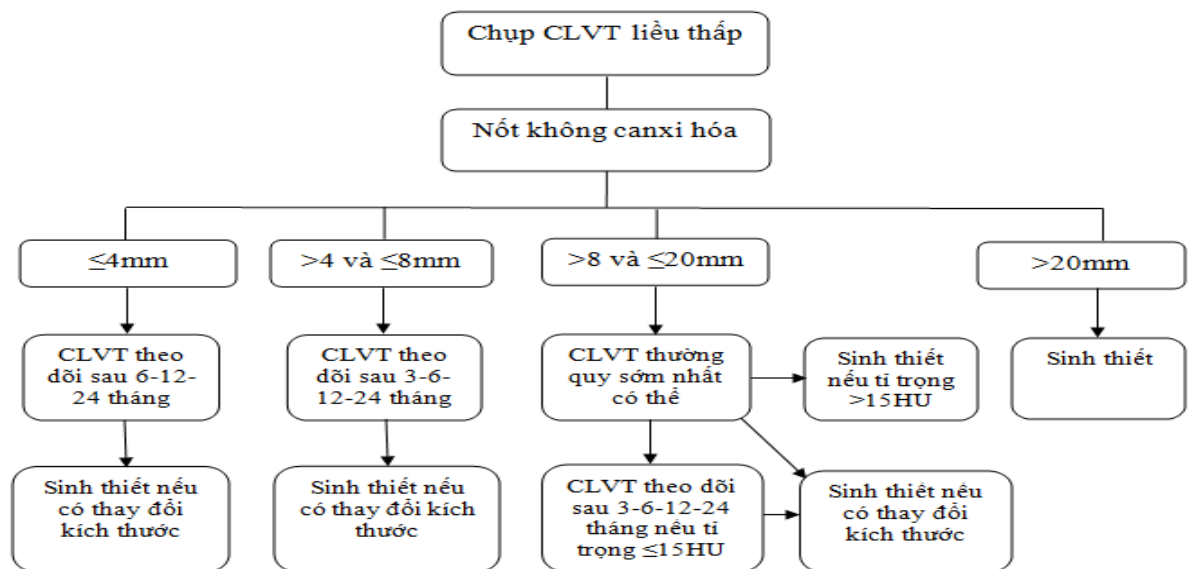 Chụp CLVT liều thấp
Nốt không canxi hóa
≤4mm
>4 và ≤8mm
>8 và ≤20mm
>20mm
CLVT theo
dõi sau 6-12-
24 tháng
CLVT theo
dõi sau 3-6-
12-24 tháng
CLVT thường
quy sớm nhất
có thể
Sinh thiết
nếu tỉ trọng
>15HU
Sinh thiết
Sinh thiết nếu
có thay đổi
kích thước
Sinh thiết nếu
có thay đổi kích
thước
CLVT theo dõi
sau 3-6-12-24
tháng nếu tỉ
trọng ≤15HU
Sinh thiết nếu
có thay đổi
kích thước